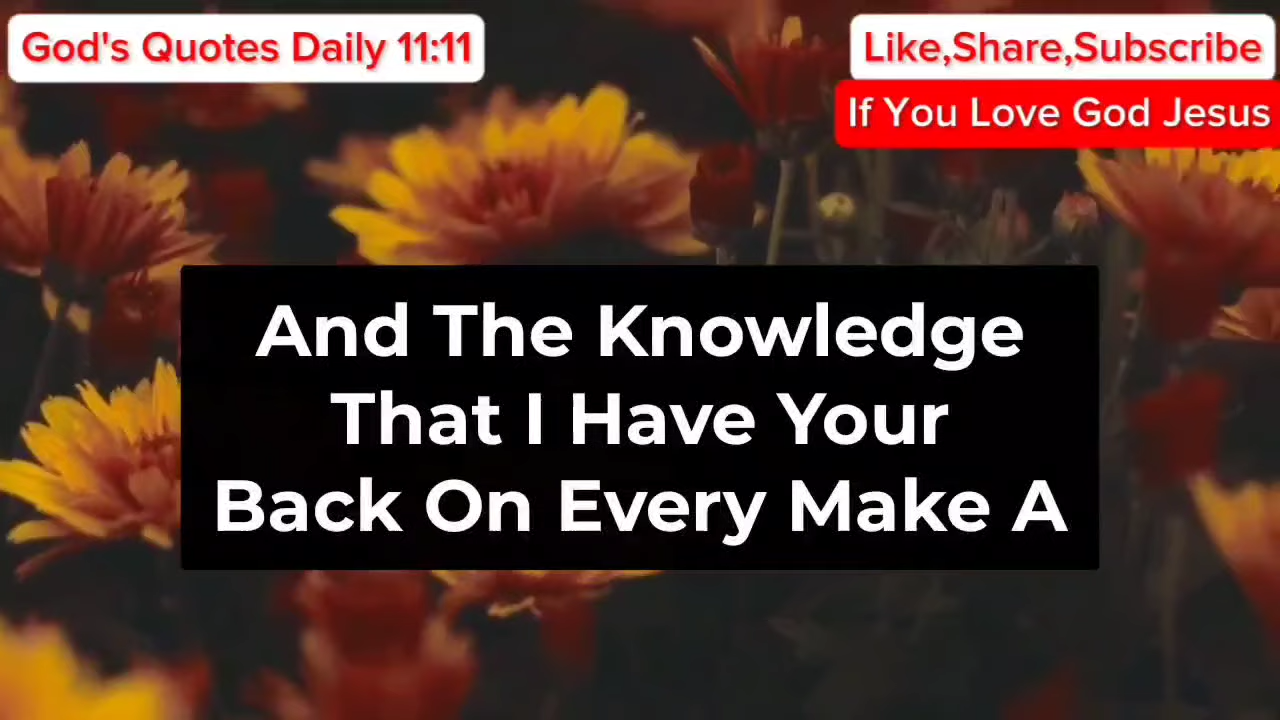 God's Quotes Daily 11:11
Like,Share,Subscribe
If You Love God Jesus
And The Knowledge
That I Have Your
Back On Every Make A